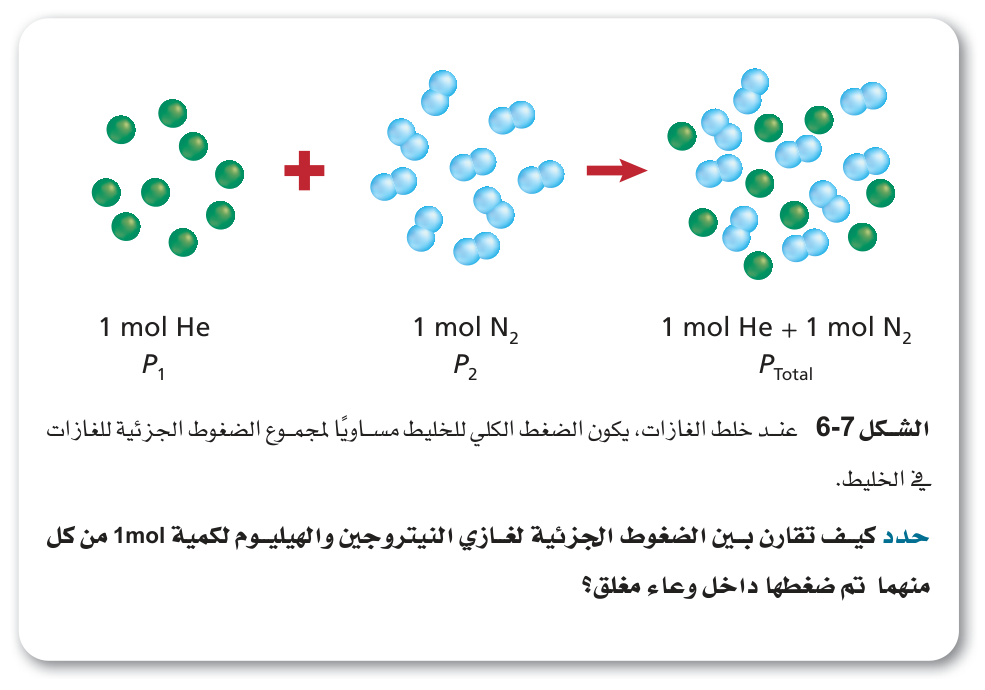 1 mol He
P1
1 mol N2
P2
1 mol He + 1 mol N2
PTotal
الشكل 7-6 عند خلط الغازات، يكون الضغط الكلي للخليط مساويًا لمجموع الضغوط الجزئية للغازات
في الخليط.
حدد كيف تقارن بين الضغوط الجزئية لغازي النيتروجين والهيليوم لكمية 1mol من كل
منهما تم ضغطها داخل وعاء مغلق؟